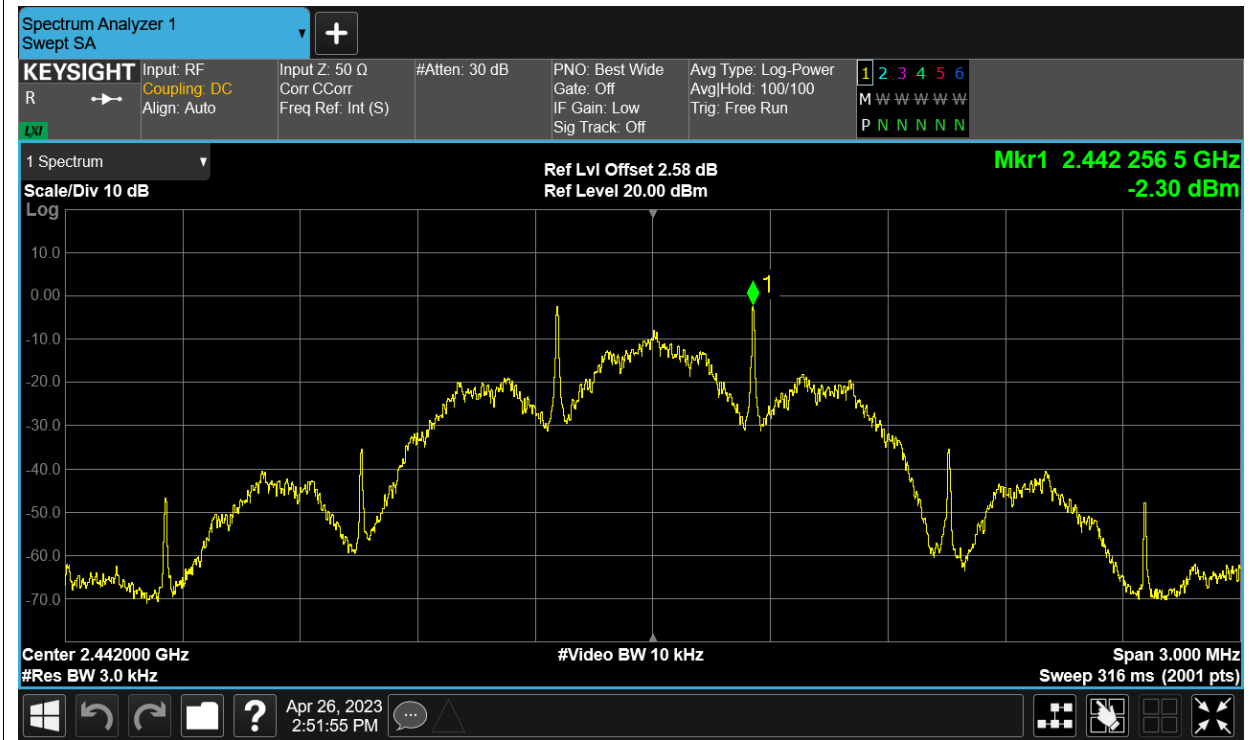 Spectrum Analyzer 1
Swept SA
+
KEYSIGHT
R
LXI
Input: RF
Coupling: DC
Align: Auto
Input Z: 50 Ω
Corr CCorr
Freq Ref: Int (S)
#Atten: 30 dB
PNO: Best Wide
Gate: Off
IF Gain: Low
Sig Track: Off
Avg Type: Log-Power
Avg|Hold: 100/100
Trig: Free Run
1 2 3 4 5 6
M W W W W W W
P N N N N N N
1 Spectrum
Scale/Div 10 dB
Log
Ref Lvl Offset 2.58 dB
Ref Level 20.00 dBm
Mkr1 2.442 256 5 GHz
-2.30 dBm
10.0
0.00
-10.0
-20.0
-30.0
-40.0
-50.0
-60.0
-70.0
1
Center 2.442000 GHz
#Res BW 3.0 kHz
#Video BW 10 kHz
Span 3.000 MHz
Sweep 316 ms (2001 pts)
?
Apr 26, 2023
2:51:55 PM